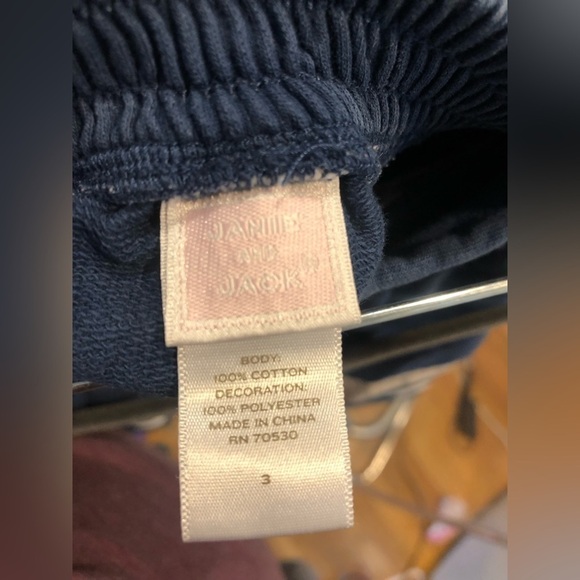 JANIE
AND
JACK®
BODY:
100% COTTON
DECORATION:
100% POLYESTER
MADE IN CHINA
RN 70530
3